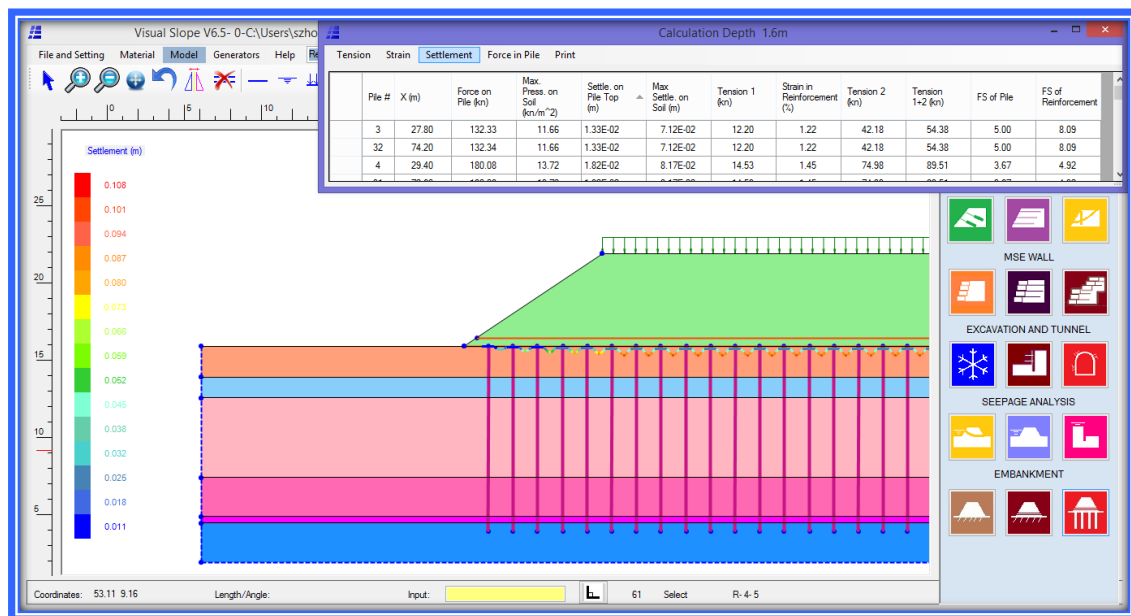 Visual Slope V6.5- 0-C:\Users\szho
Calculation Depth 1.6m
File and Setting Material Model Generators Help Re
Tension Strain Settlement Force in Pile Print
Pile # X (m) Force on Pile (kn) Max. Press. on Soil (kn/m^2) Settle. on Pile Top (m) Max Settle. on Soil (m) Tension 1 (kn) Strain in Reinforcement (%) Tension 2 (kn) Tension 1+2 (kn) FS of Pile FS of Reinforcement
3 27.80 132.33 11.66 1.33E-02 7.12E-02 12.20 1.22 42.18 54.38 5.00 8.09
32 74.20 132.34 11.66 1.33E-02 7.12E-02 12.20 1.22 42.18 54.38 5.00 8.09
4 29.40 180.08 13.72 1.82E-02 8.17E-02 14.53 1.45 74.98 89.51 3.67 4.92
0 5 10
Settlement (m)
0.108
0.101
0.094
0.087
0.080
0.073
0.066
0.059
0.052
0.045
0.038
0.032
0.025
0.018
0.011
25
20
15
10
5
MSE WALL
EXCAVATION AND TUNNEL
SEEPAGE ANALYSIS
EMBANKMENT
Coordinates: 53.11 9.16 Length/Angle: Input: 61 Select R- 4- 5